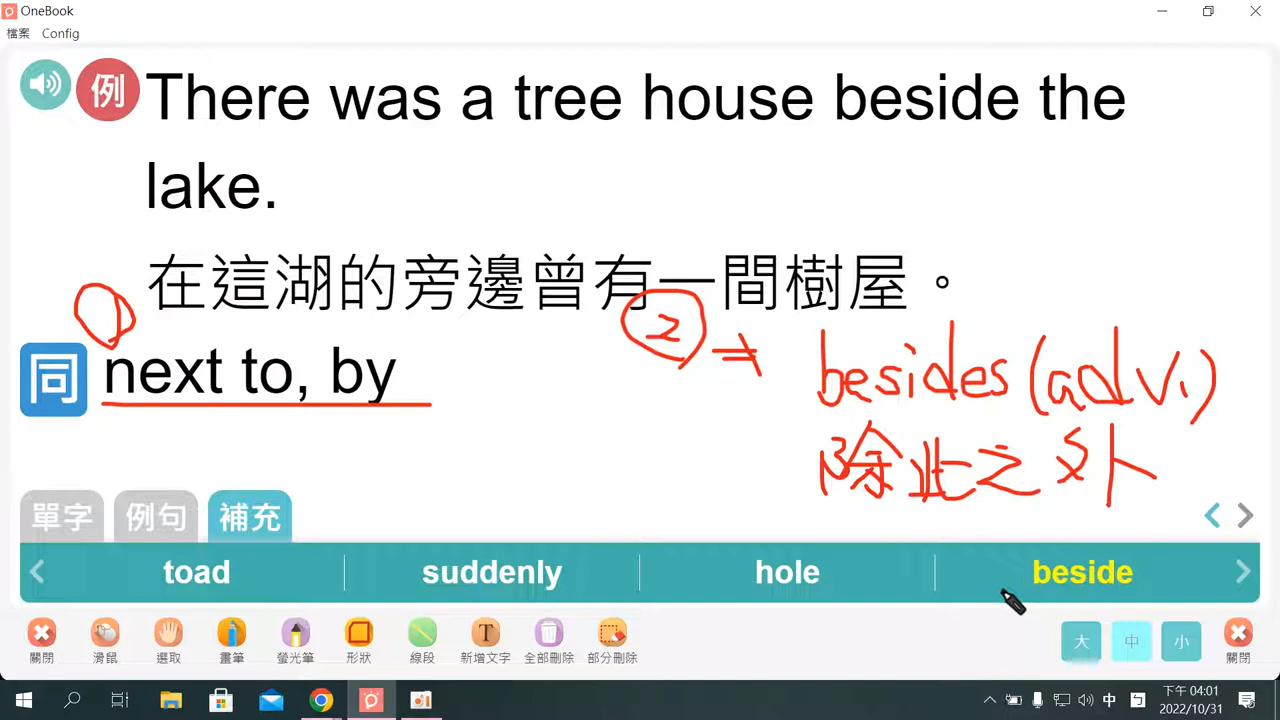 OneBook
檔案 Config
例 There was a tree house beside the
lake.
在這湖的旁邊曾有一間樹屋。
1
2 ≠ besides (adv.)
同 next to, by
除此之外
單字 例句 補充
toad suddenly hole beside
關閉 滑鼠 選取 畫筆 螢光筆 形狀 線段 新增文字 全部刪除 部分刪除 大 中 小 關閉
中 下午 04:01
2022/10/31